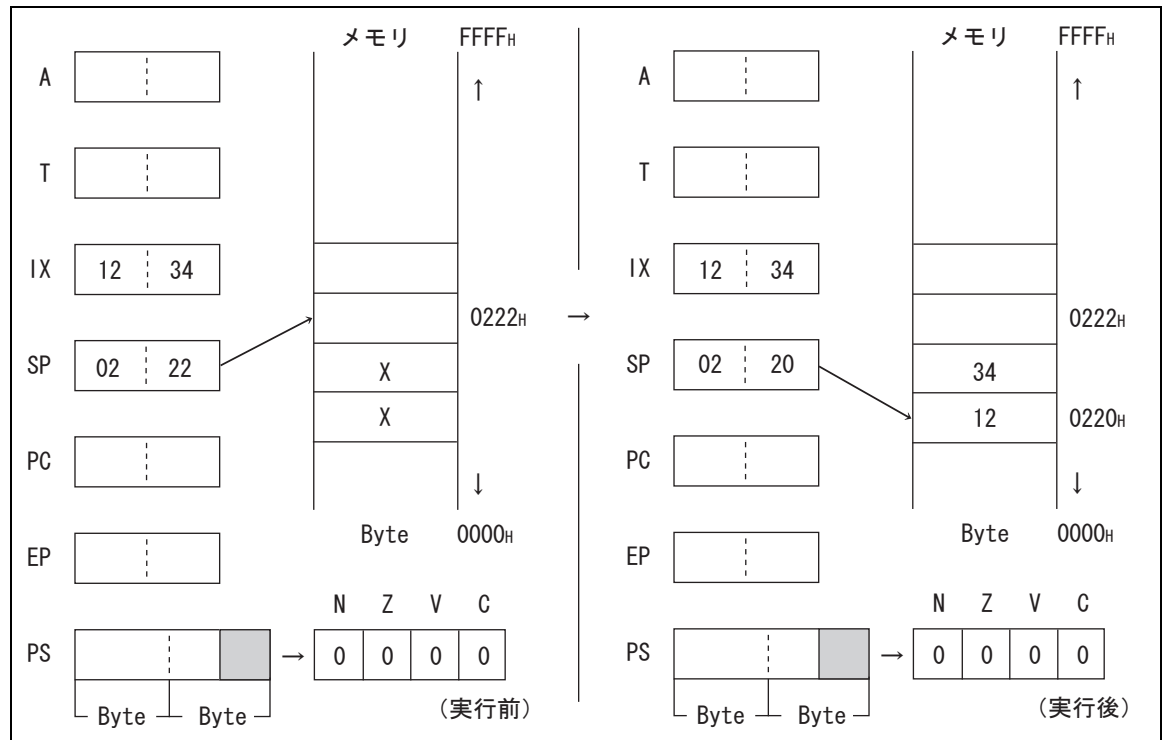 メモリ FFFFH
A
↑
T
IX 12 34
0222H
SP 02 22
X
X
PC
↓
Byte 0000H
EP
N Z V C
PS → 0 0 0 0
Byte Byte
(実行前)
→
メモリ FFFFH
A
↑
T
IX 12 34
0222H
SP 02 20
34
12 0220H
PC
↓
Byte 0000H
EP
N Z V C
PS → 0 0 0 0
Byte Byte
(実行後)